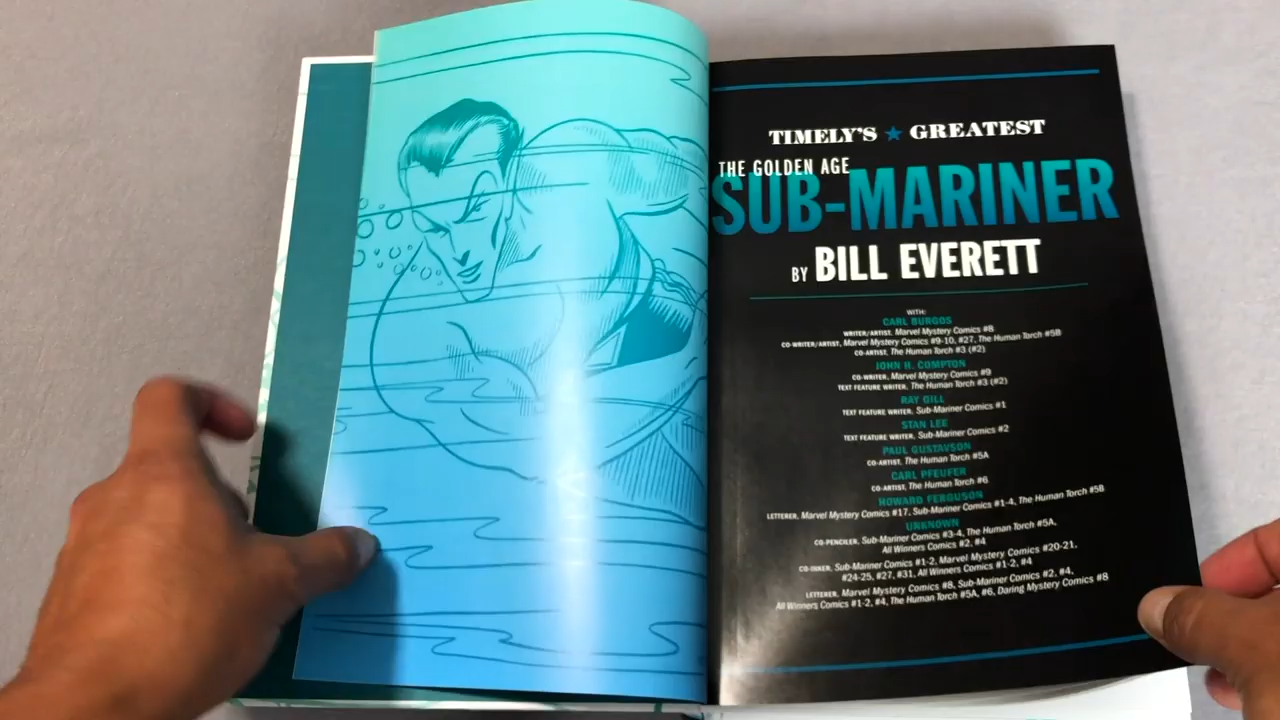 TIMELY'S ★ GREATEST
THE GOLDEN AGE
SUB-MARINER
BY BILL EVERETT
WITH:
CARL BURGOS
WRITER/ARTIST, Marvel Mystery Comics #8
CO-WRITER/ARTIST, Marvel Mystery Comics #9-10, #27, The Human Torch #5B
CO-ARTIST, The Human Torch #3 (#2)
JOHN H. COMPTON
CO-WRITER, Marvel Mystery Comics #9
TEXT FEATURE WRITER, The Human Torch #3 (#2)
RAY GILL
TEXT FEATURE WRITER, Sub-Mariner Comics #1
STAN LEE
TEXT FEATURE WRITER, Sub-Mariner Comics #2
PAUL GUSTAVSON
CO-ARTIST, The Human Torch #5A
CARL PFEUFER
CO-ARTIST, The Human Torch #6
HOWARD FERGUSON
LETTERER, Marvel Mystery Comics #17, Sub-Mariner Comics #1-4, The Human Torch #5B
UNKNOWN
CO-PENCILER, Sub-Mariner Comics #3-4, The Human Torch #5A,
All Winners Comics #2, #4
CO-INKER, Sub-Mariner Comics #1-2, Marvel Mystery Comics #20-21,
#24-25, #27, #31, All Winners Comics #1-2, #4
LETTERER, Marvel Mystery Comics #8, Sub-Mariner Comics #2, #4,
All Winners Comics #1-2, #4, The Human Torch #5A, #6, Daring Mystery Comics #8